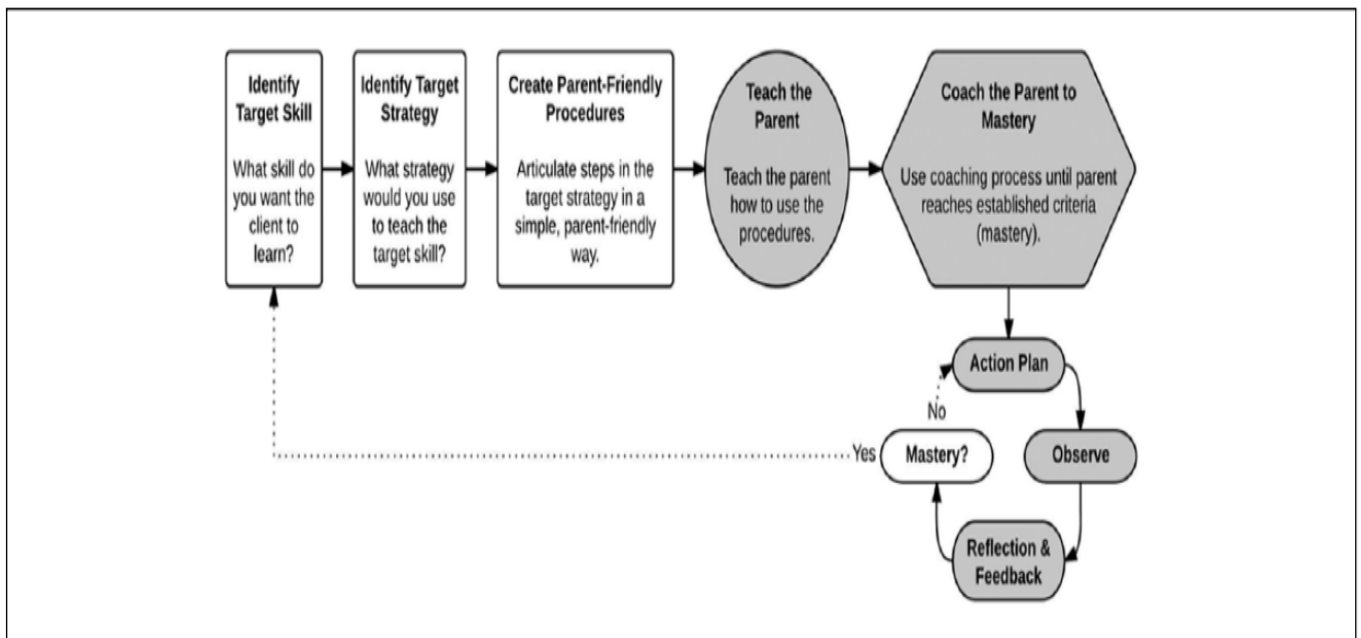 Identify
Target Skill
What skill do
you want the
client to
learn?
Identify Target
Strategy
What strategy
would you use
to teach the
target skill?
Create Parent-Friendly
Procedures
Articulate steps in the
target strategy in a
simple, parent-friendly
way.
Teach the
Parent
Teach the parent
how to use the
procedures.
Coach the Parent to
Mastery
Use coaching process until parent
reaches established criteria
(mastery).
Action Plan
Observe
Reflection &
Feedback
Mastery?
No
Yes